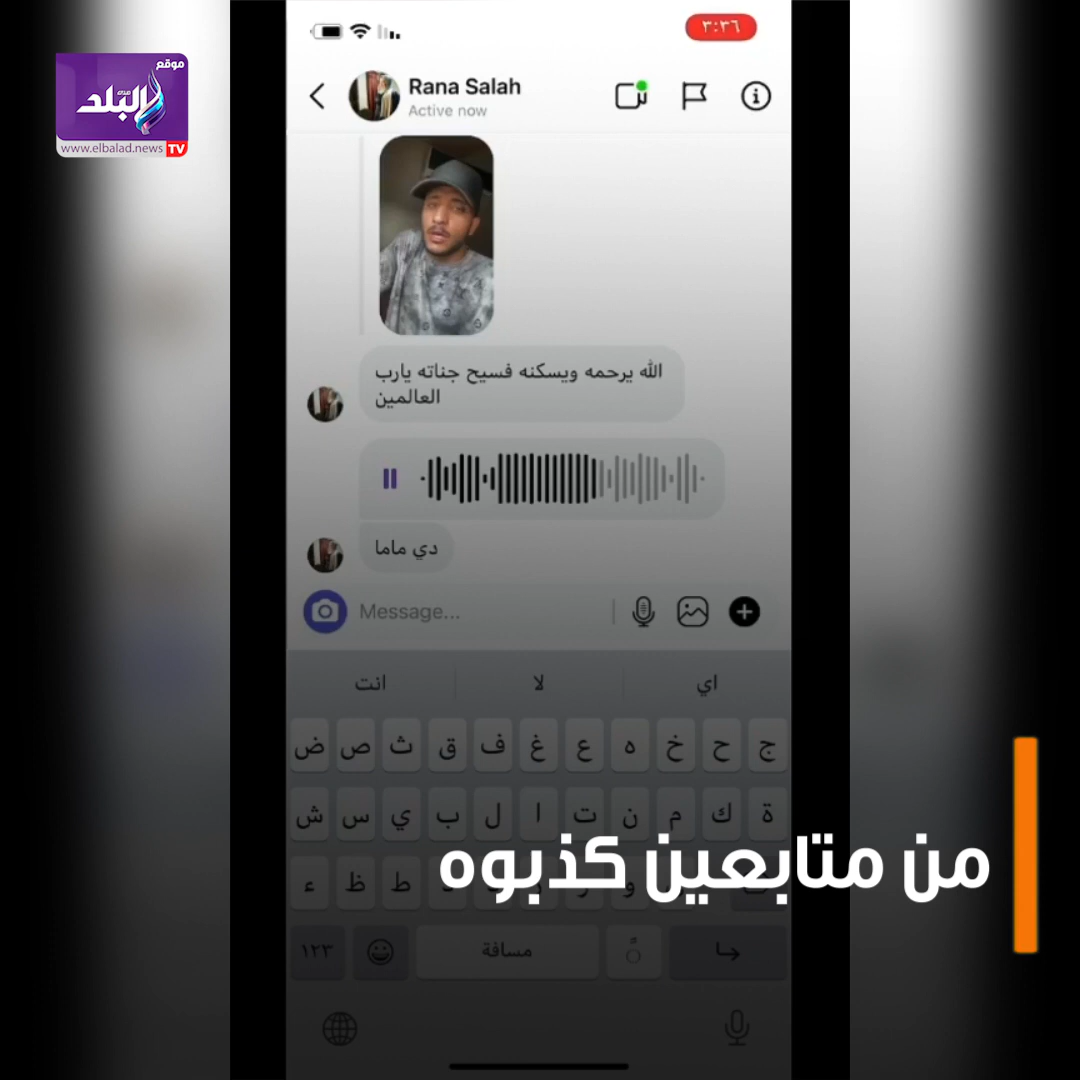 موقع
صدى البلد
www.elbalad.news TV
٣:٣٦
Rana Salah
Active now
الله يرحمه ويسكنه فسيح جناته يارب
العالمين
دي ماما
Message...
انت لا اي
ض ص ث ق ف غ ع ه خ ح ج
ش س ي ب ل ا ت ن م ك ة
ء ظ ط
من متابعين كذبوه
١٢٣ مسافة